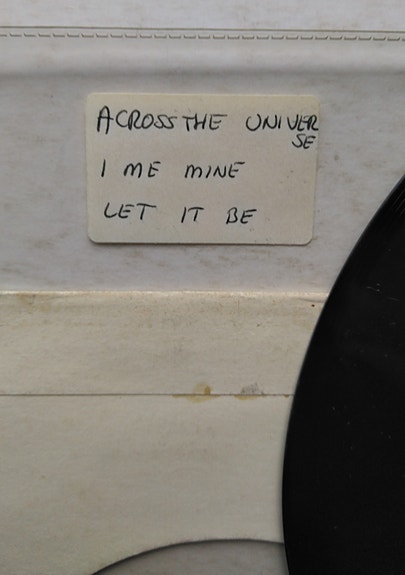 ACROSS THE UNIVER
SE
I ME MINE
LET IT BE